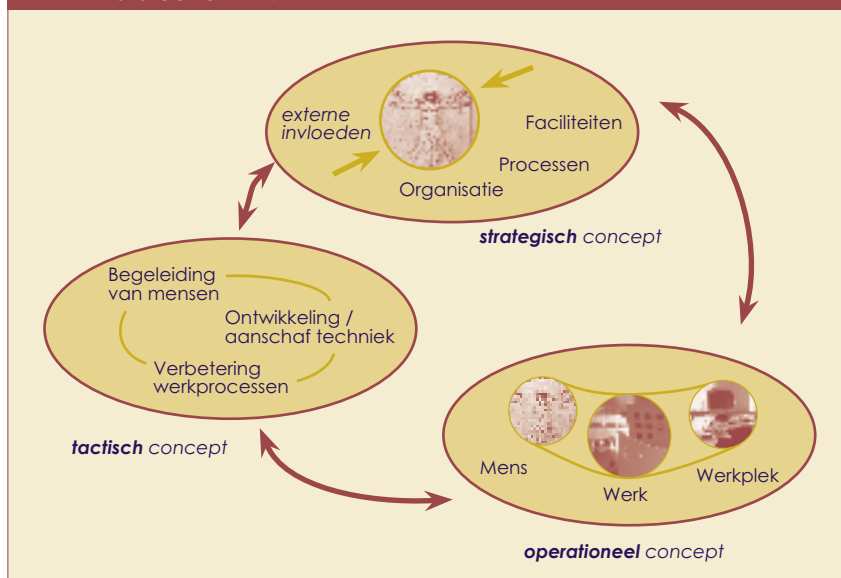 externe
invloeden
Faciliteiten
Processen
Organisatie
strategisch concept
Begeleiding
van mensen
Ontwikkeling /
aanschaf techniek
Verbetering
werkprocessen
tactisch concept
Mens
Werk
Werkplek
operationeel concept